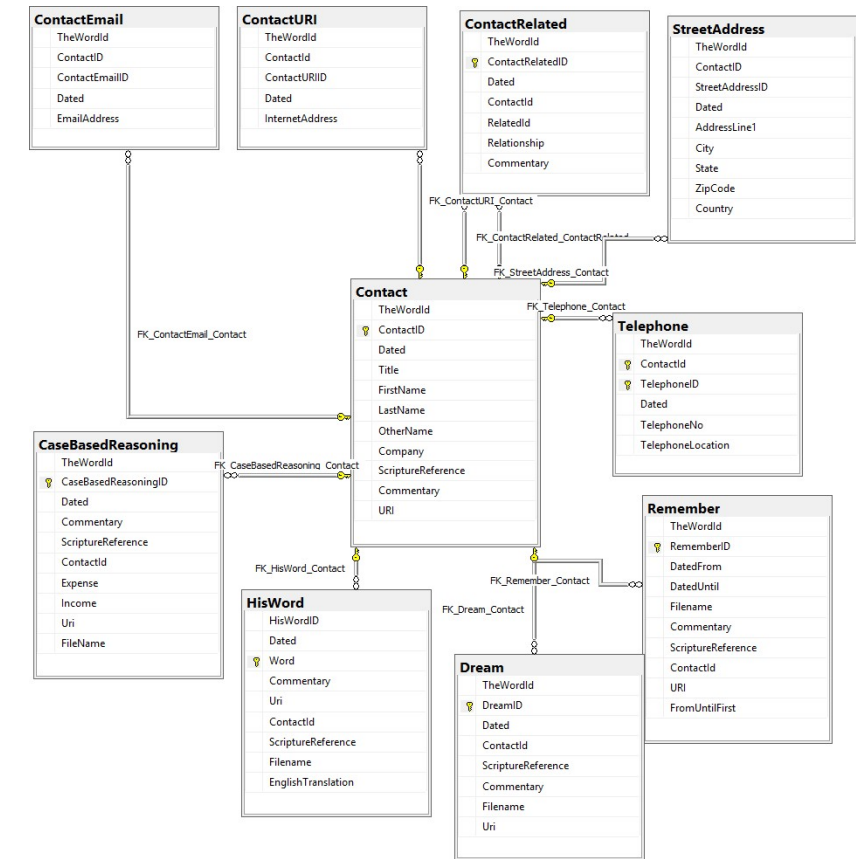 ContactEmail
TheWordId
ContactID
ContactEmailID
Dated
EmailAddress
ContactURI
TheWordId
ContactId
ContactURIID
Dated
InternetAddress
ContactRelated
TheWordId
ContactRelatedID
Dated
ContactId
RelatedId
Relationship
Commentary
StreetAddress
TheWordId
ContactID
StreetAddressID
Dated
AddressLine1
City
State
ZipCode
Country
FK_ContactURI_Contact
FK_ContactRelated_ContactRelated
FK_StreetAddress_Contact
FK_Telephone_Contact
FK_ContactEmail_Contact
Contact
TheWordId
ContactID
Dated
Title
FirstName
LastName
OtherName
Company
ScriptureReference
Commentary
URI
Telephone
TheWordId
ContactId
TelephoneID
Dated
TelephoneNo
TelephoneLocation
CaseBasedReasoning
TheWordId
CaseBasedReasoningID
Dated
Commentary
ScriptureReference
ContactId
Expense
Income
Uri
FileName
FK_CaseBasedReasoning_Contact
FK_HisWord_Contact
FK_Remember_Contact
FK_Dream_Contact
HisWord
HisWordID
Dated
Word
Commentary
Uri
ContactId
ScriptureReference
Filename
EnglishTranslation
Dream
TheWordId
DreamID
Dated
ContactId
ScriptureReference
Commentary
Filename
Uri
Remember
TheWordId
RememberID
DatedFrom
DatedUntil
Filename
Commentary
ScriptureReference
ContactId
URI
FromUntilFirst